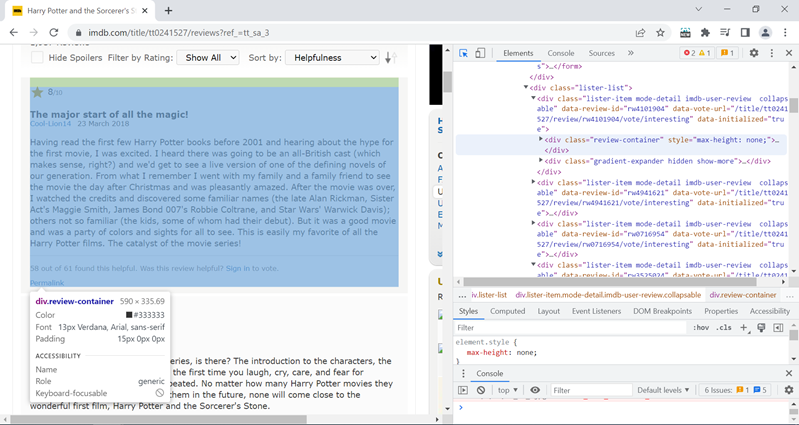 Harry Potter and the Sorcerer's S
imdb.com/title/tt0241527/reviews?ref_=tt_sa_3
Hide Spoilers Filter by Rating: Show All Sort by: Helpfulness
8/10
The major start of all the magic!
Cool-Lion14 23 March 2018
Having read the first few Harry Potter books before 2001 and hearing about the hype
for the first movie, I was excited. I heard there was going to be an all-British cast (which
makes sense, right?) and we'd get to see a live version of one of the defining novels of
our generation. From what I remember I went with my family and a family friend to see
the movie the day after Christmas and was pleasantly amazed. After the movie was over,
I watched the credits and discovered some familiar names (the late Alan Rickman, Sister
Act's Maggie Smith, James Bond 007's Robbie Coltrane, and Star Wars' Warwick Davis);
others not so familiar (the kids, some of whom had their debut). But it was a good movie
and was a party of colors and sights for all to see. This is easily my favorite of all the
Harry Potter films. The catalyst of the movie series!
58 out of 61 found this helpful. Was this review helpful? Sign in to vote.
Permalink
div.review-container 590 × 335.69
Color #333333
Font 13px Verdana, Arial, sans-serif
Padding 15px 0px 0px
ACCESSIBILITY
Name
Role generic
Keyboard-focusable
eries, is there? The introduction to the characters, the
the first time you laugh, cry, care, and fear for
peated. No matter how many Harry Potter movies they
them in the future, none will come close to the
wonderful first film, Harry Potter and the Sorcerer's Stone.
Elements Console Sources » 2 1 1
s">…</form>
</div>
<div class="lister-list">
<div class="lister-item mode-detail imdb-user-review collaps
able" data-review-id="rw4101904" data-vote-url="/title/tt0241
527/review/rw4101904/vote/interesting" data-initialized="tru
e">
<div class="review-container" style="max-height: none;">…
</div>
<div class="gradient-expander hidden show-more">…</div>
</div>
<div class="lister-item mode-detail imdb-user-review collaps
able" data-review-id="rw4941621" data-vote-url="/title/tt0241
527/review/rw4941621/vote/interesting" data-initialized="tru
e">…</div>
<div class="lister-item mode-detail imdb-user-review collaps
able" data-review-id="rw0716954" data-vote-url="/title/tt0241
527/review/rw0716954/vote/interesting" data-initialized="tru
e">…</div>
<div class="lister-item mode-detail imdb-user-review collaps
able" data-review-id="rw3525024" data-vote-url="/title/tt0241
… iv.lister-list div.lister-item.mode-detail.imdb-user-review.collapsable div.review-container …
Styles Computed Layout Event Listeners DOM Breakpoints Properties Accessibility
Filter :hov .cls
element.style {
max-height: none;
}
Console
top Filter Default levels 6 Issues: 1 5